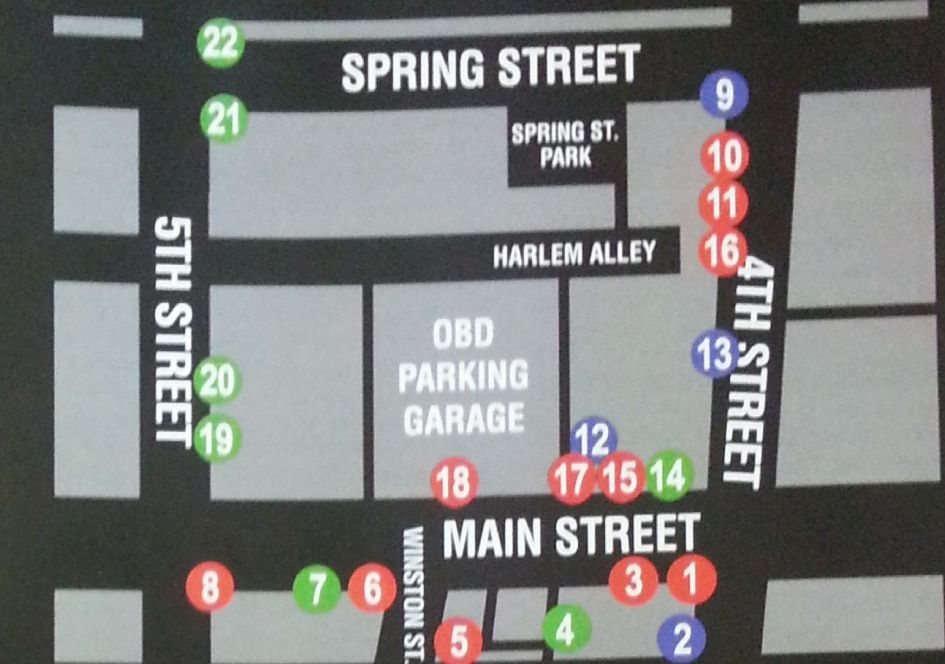 22
SPRING STREET
9
21
SPRING ST.
PARK
10
11
HARLEM ALLEY
16
5TH STREET
4TH STREET
OBD
PARKING
GARAGE
13
20
19
12
18
17
15
14
MAIN STREET
WINSTON ST.
8
7
6
3
1
5
4
2